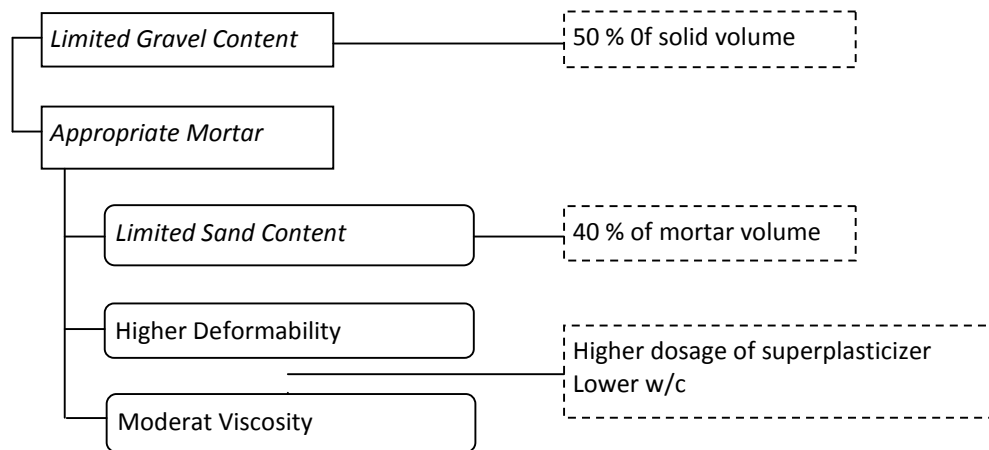 Limited Gravel Content
50 % 0f solid volume
Appropriate Mortar
Limited Sand Content
40 % of mortar volume
Higher Deformability
Higher dosage of superplasticizer
Lower w/c
Moderat Viscosity